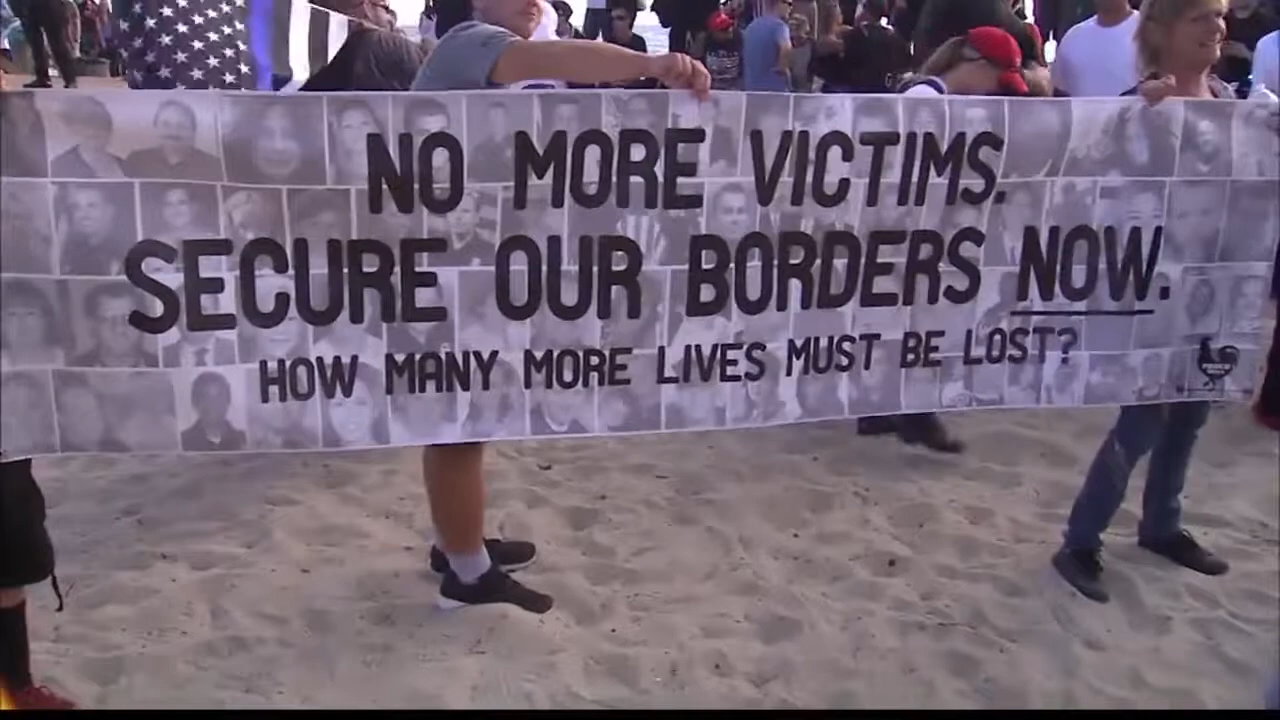 NO MORE VICTIMS.
SECURE OUR BORDERS NOW.
HOW MANY MORE LIVES MUST BE LOST?